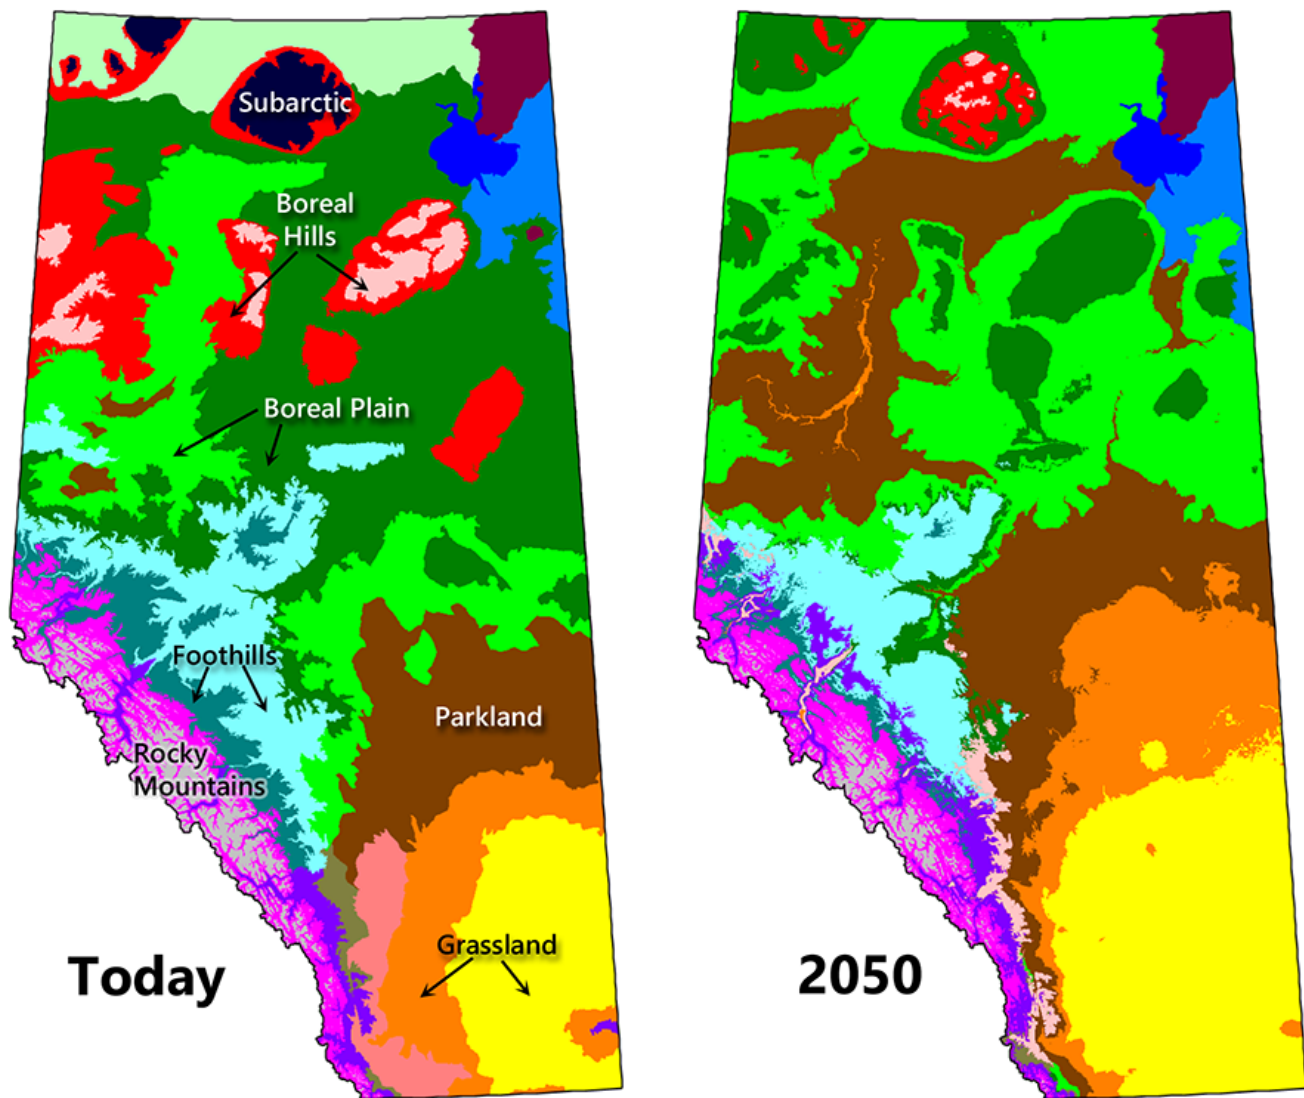 Subarctic
Boreal
Hills
Boreal Plain
Foothills
Parkland
Rocky
Mountains
Grassland
Today
2050